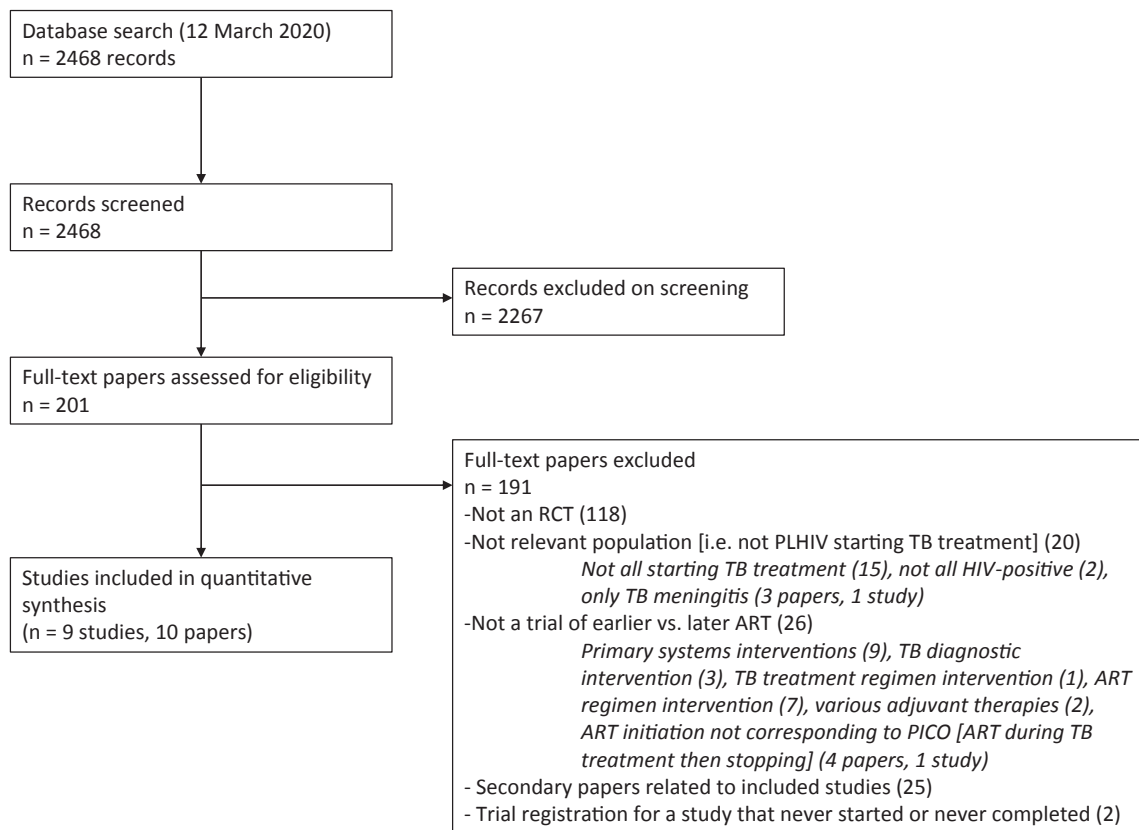 Database search (12 March 2020)
n = 2468 records
Records screened
n = 2468
Records excluded on screening
n = 2267
Full-text papers assessed for eligibility
n = 201
Full-text papers excluded
n = 191
-Not an RCT (118)
-Not relevant population [i.e. not PLHIV starting TB treatment] (20)
Not all starting TB treatment (15), not all HIV-positive (2),
only TB meningitis (3 papers, 1 study)
-Not a trial of earlier vs. later ART (26)
Primary systems interventions (9), TB diagnostic
intervention (3), TB treatment regimen intervention (1), ART
regimen intervention (7), various adjuvant therapies (2),
ART initiation not corresponding to PICO [ART during TB
treatment then stopping] (4 papers, 1 study)
- Secondary papers related to included studies (25)
- Trial registration for a study that never started or never completed (2)
Studies included in quantitative
synthesis
(n = 9 studies, 10 papers)